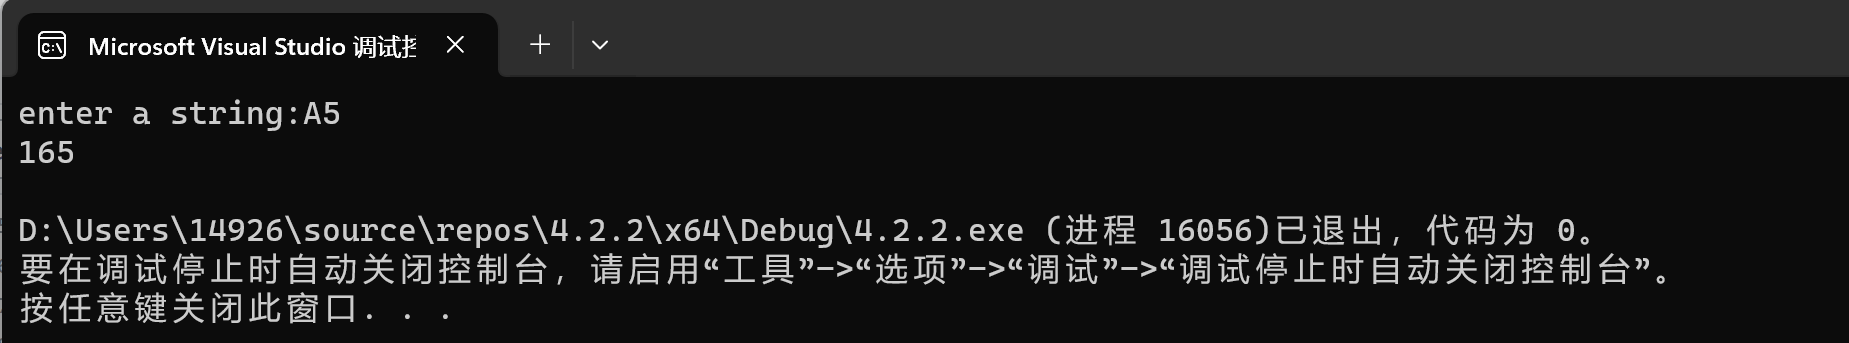 Microsoft Visual Studio 调试
enter a string:A5
165
D:\Users\14926\source\repos\4.2.2\x64\Debug\4.2.2.exe (进程 16056)已退出，代码为 0。
要在调试停止时自动关闭控制台，请启用“工具”->“选项”->“调试”->“调试停止时自动关闭控制台”。
按任意键关闭此窗口. . .